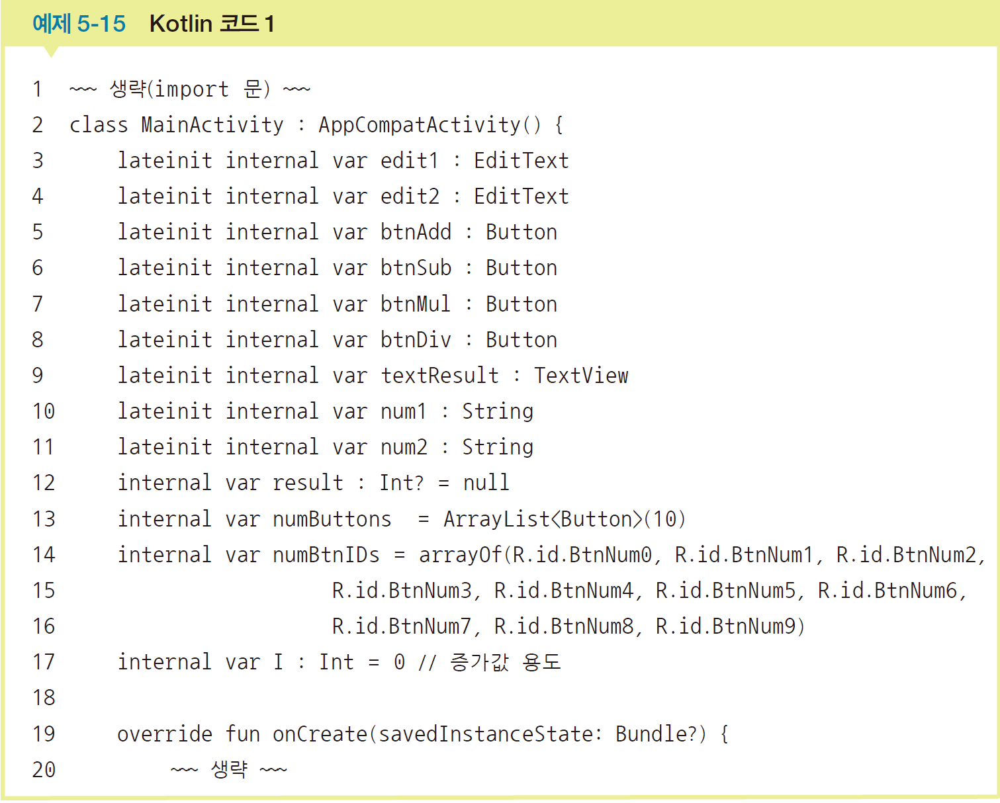 예제 5-15 Kotlin 코드 1
1 ~~~ 생략(import 문) ~~~
2 class MainActivity : AppCompatActivity() {
3 lateinit internal var edit1 : EditText
4 lateinit internal var edit2 : EditText
5 lateinit internal var btnAdd : Button
6 lateinit internal var btnSub : Button
7 lateinit internal var btnMul : Button
8 lateinit internal var btnDiv : Button
9 lateinit internal var textResult : TextView
10 lateinit internal var num1 : String
11 lateinit internal var num2 : String
12 internal var result : Int? = null
13 internal var numButtons = ArrayList<Button>(10)
14 internal var numBtnIDs = arrayOf(R.id.BtnNum0, R.id.BtnNum1, R.id.BtnNum2,
15 R.id.BtnNum3, R.id.BtnNum4, R.id.BtnNum5, R.id.BtnNum6,
16 R.id.BtnNum7, R.id.BtnNum8, R.id.BtnNum9)
17 internal var I : Int = 0 // 증가값 용도
18
19 override fun onCreate(savedInstanceState: Bundle?) {
20 ~~~ 생략 ~~~